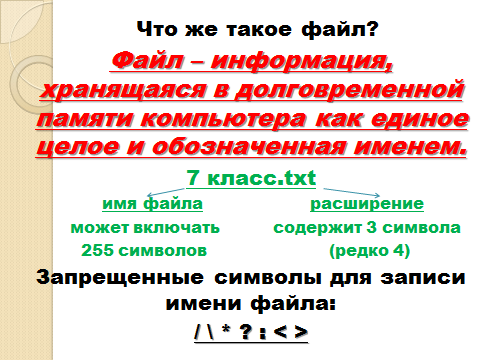 Что же такое файл?
Файл – информация,
хранящаяся в долговременной
памяти компьютера как единое
целое и обозначенная именем.
7 класс.txt
имя файла расширение
может включать содержит 3 символа
255 символов (редко 4)
Запрещенные символы для записи
имени файла:
/ \ * ? : < >